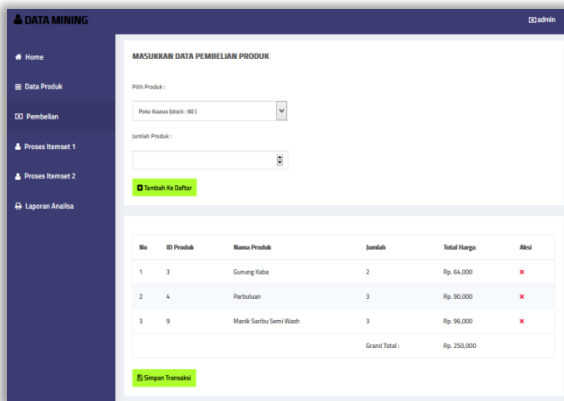 DATA MINING
admin
Home
Data Produk
Pembelian
Proses Itemset 1
Proses Itemset 2
Laporan Analisa
MASUKKAN DATA PEMBELIAN PRODUK
Pilih Produk :
Polio Kawus (stock : 90 )
Jumlah Produk :
Tambah Ke Daftar
No ID Produk Nama Produk Jumlah Total Harga Aksi
1 3 Gunung Kaba 2 Rp. 64,000
2 4 Parbuluan 3 Rp. 90,000
3 9 Manik Saribu Semi Wash 3 Rp. 96,000
Grand Total : Rp. 250,000
Simpan Transaksi